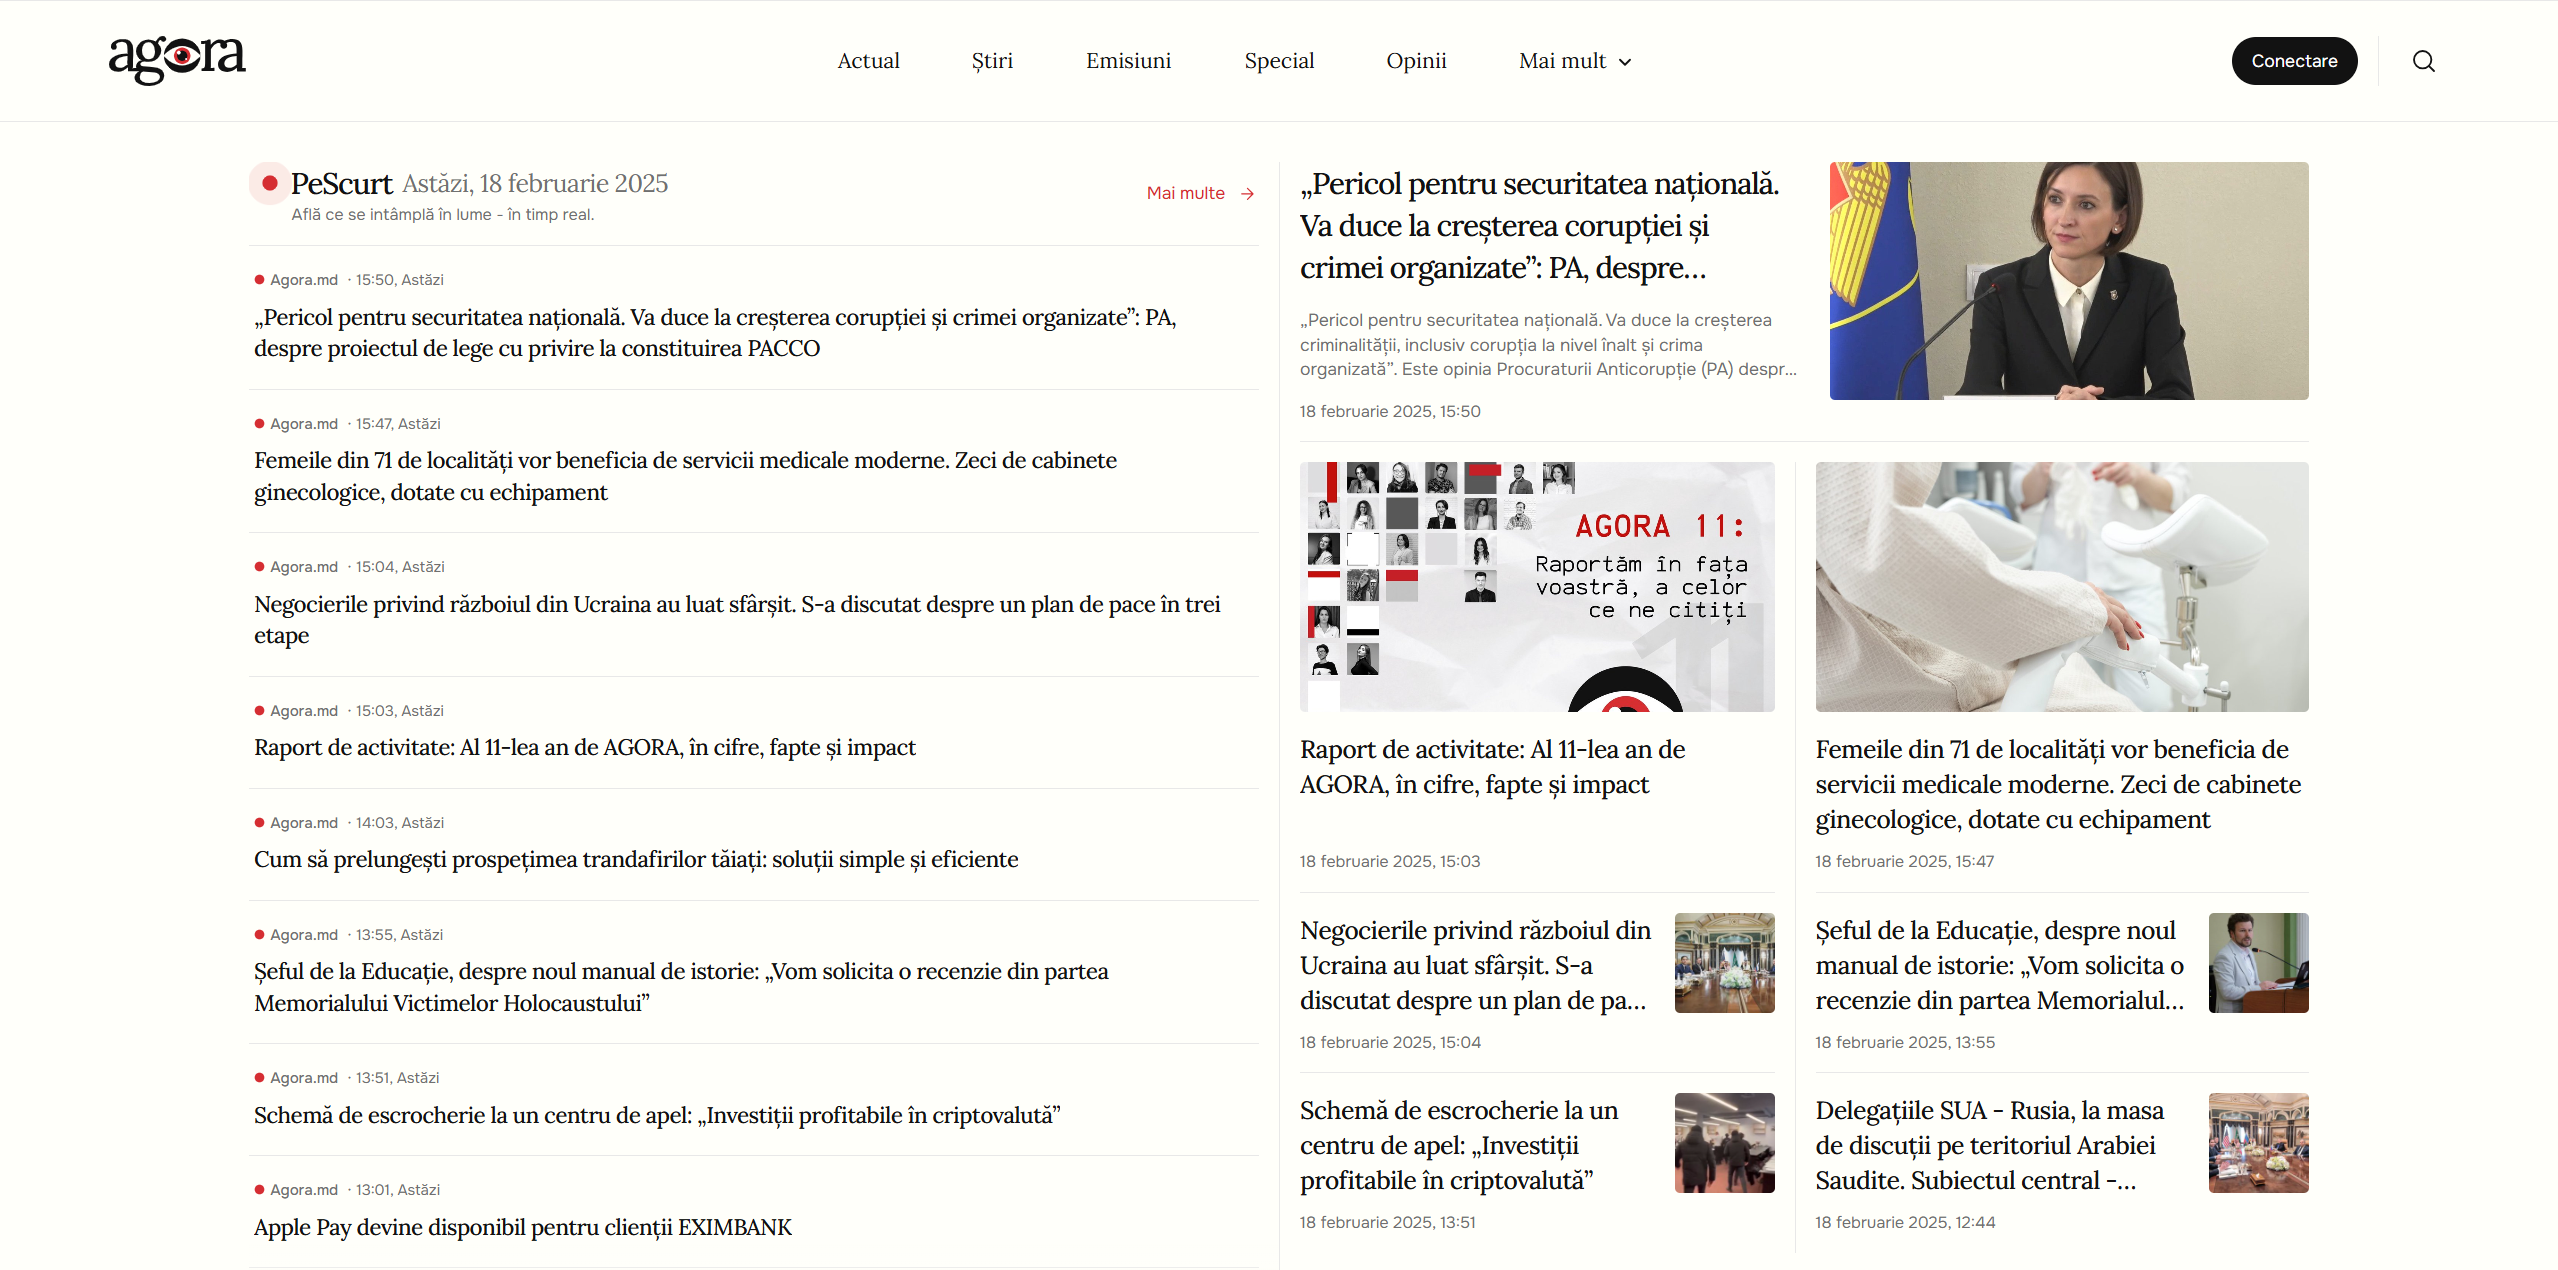 agora
Actual
Știri
Emisiuni
Special
Opinii
Mai mult
Conectare
PeScurt Astăzi, 18 februarie 2025
Află ce se intâmplă în lume - în timp real.
Mai multe
Agora.md · 15:50, Astăzi
„Pericol pentru securitatea națională. Va duce la creșterea corupției și crimei organizate”: PA,
despre proiectul de lege cu privire la constituirea PACCO
Agora.md · 15:47, Astăzi
Femeile din 71 de localități vor beneficia de servicii medicale moderne. Zeci de cabinete
ginecologice, dotate cu echipament
Agora.md · 15:04, Astăzi
Negocierile privind războiul din Ucraina au luat sfârșit. S-a discutat despre un plan de pace în trei
etape
Agora.md · 15:03, Astăzi
Raport de activitate: Al 11-lea an de AGORA, în cifre, fapte și impact
Agora.md · 14:03, Astăzi
Cum să prelungești prospețimea trandafirilor tăiați: soluții simple și eficiente
Agora.md · 13:55, Astăzi
Șeful de la Educație, despre noul manual de istorie: „Vom solicita o recenzie din partea
Memorialului Victimelor Holocaustului”
Agora.md · 13:51, Astăzi
Schemă de escrocherie la un centru de apel: „Investiții profitabile în criptovalută”
Agora.md · 13:01, Astăzi
Apple Pay devine disponibil pentru clienții EXIMBANK
„Pericol pentru securitatea națională.
Va duce la creșterea corupției și
crimei organizate”: PA, despre...
„Pericol pentru securitatea națională. Va duce la creșterea
criminalității, inclusiv corupția la nivel înalt și crima
organizată”. Este opinia Procuraturii Anticorupție (PA) despr...
18 februarie 2025, 15:50
AGORA 11:
Raportăm în fața
voastră, a celor
ce ne citiți
Raport de activitate: Al 11-lea an de
AGORA, în cifre, fapte și impact
18 februarie 2025, 15:03
Femeile din 71 de localități vor beneficia de
servicii medicale moderne. Zeci de cabinete
ginecologice, dotate cu echipament
18 februarie 2025, 15:47
Negocierile privind războiul din
Ucraina au luat sfârșit. S-a
discutat despre un plan de pa...
18 februarie 2025, 15:04
Șeful de la Educație, despre noul
manual de istorie: „Vom solicita o
recenzie din partea Memorialul...
18 februarie 2025, 13:55
Schemă de escrocherie la un
centru de apel: „Investiții
profitabile în criptovalută”
18 februarie 2025, 13:51
Delegațiile SUA - Rusia, la masa
de discuții pe teritoriul Arabiei
Saudite. Subiectul central -...
18 februarie 2025, 12:44